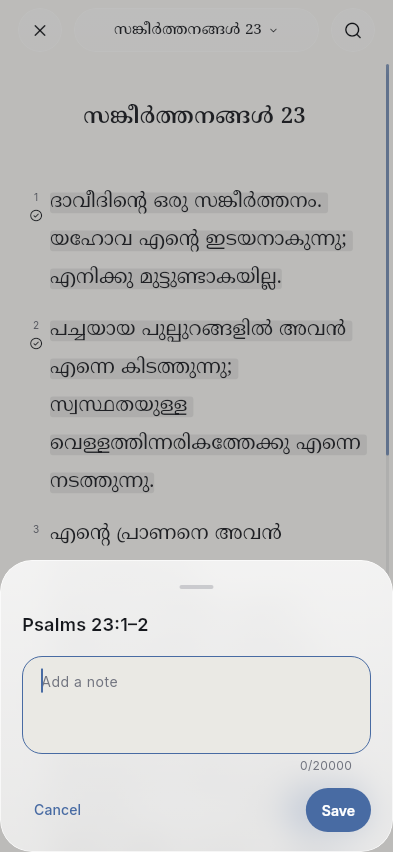 സങ്കീർത്തനങ്ങൾ 23
സങ്കീർത്തനങ്ങൾ 23
1 ദാവീദിന്റെ ഒരു സങ്കീർത്തനം.
യഹോവ എന്റെ ഇടയനാകുന്നു;
എനിക്കു മുട്ടുണ്ടാകയില്ല.
2 പച്ചയായ പുല്പുറങ്ങളിൽ അവൻ
എന്നെ കിടത്തുന്നു;
സ്വസ്ഥതയുള്ള
വെള്ളത്തിന്നരികത്തേക്കു എന്നെ
നടത്തുന്നു.
3 എന്റെ പ്രാണനെ അവൻ
Psalms 23:1–2
Add a note
0/20000
Cancel
Save